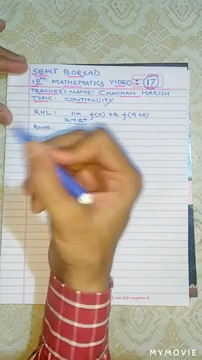 SEMT BORSAD
12th MATHEMATICS VIDEO: 17
TEACHER'S NAME: CHAUHAN HARISH
TOPIC: CONTINUITY
RHL: lim f(x) OR f(a+0)
x→a+
MYMOVIE